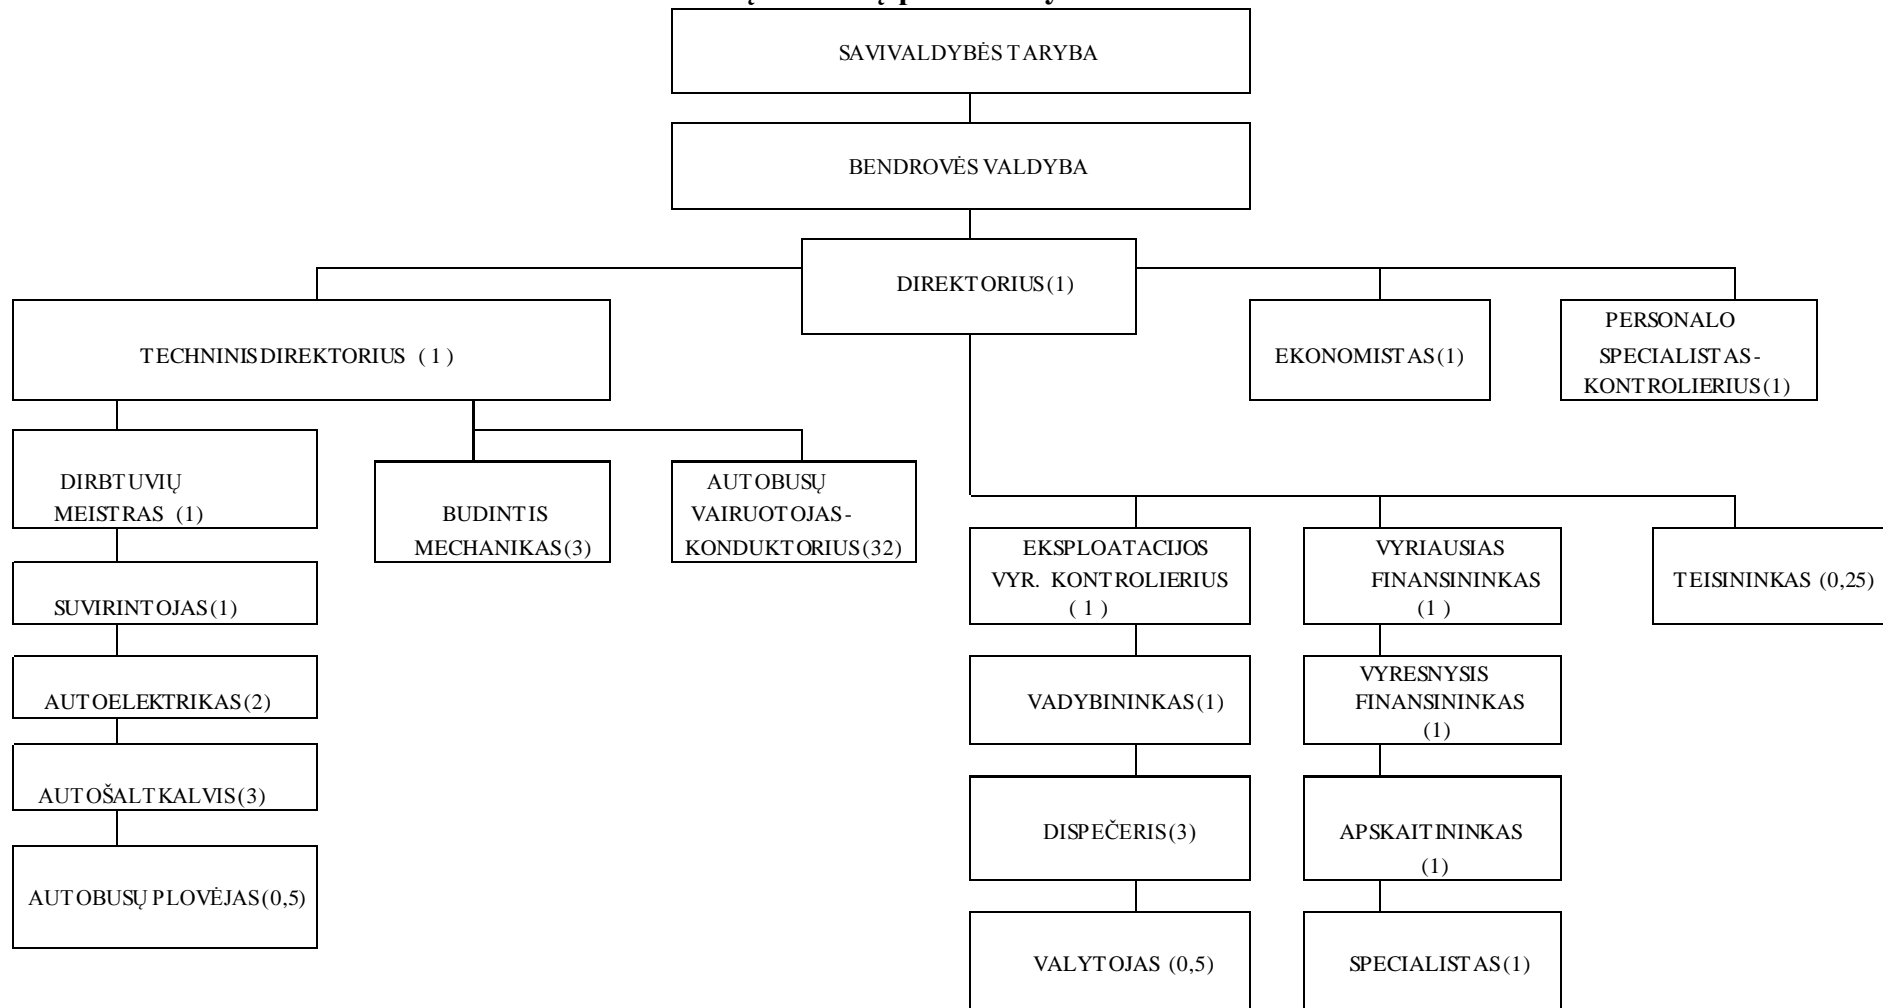 SAVIVALDYBĖS TARYBA
BENDROVĖS VALDYBA
DIREKTORIUS(1)
TECHNINIS DIREKTORIUS ( 1 )
EKONOMISTAS(1)
PERSONALO
SPECIALISTAS-
KONTROLIERIUS(1)
DIRBTUVIŲ
MEISTRAS (1)
BUDINTIS
MECHANIKAS(3)
AUTOBUSŲ
VAIRUOTOJAS-
KONDUKTORIUS(32)
SUVIRINTOJAS(1)
AUTOELEKTRIKAS(2)
AUTOŠALTKALVIS(3)
AUTOBUSŲ PLOVĖJAS(0,5)
EKSPLOATACIJOS
VYR. KONTROLIERIUS
( 1 )
VADYBININKAS(1)
DISPEČERIS(3)
VALYTOJAS (0,5)
VYRIAUSIAS
FINANSININKAS
(1 )
VYRESNYSIS
FINANSININKAS
(1)
APSKAITININKAS
(1)
SPECIALISTAS(1)
TEISININKAS (0,25)